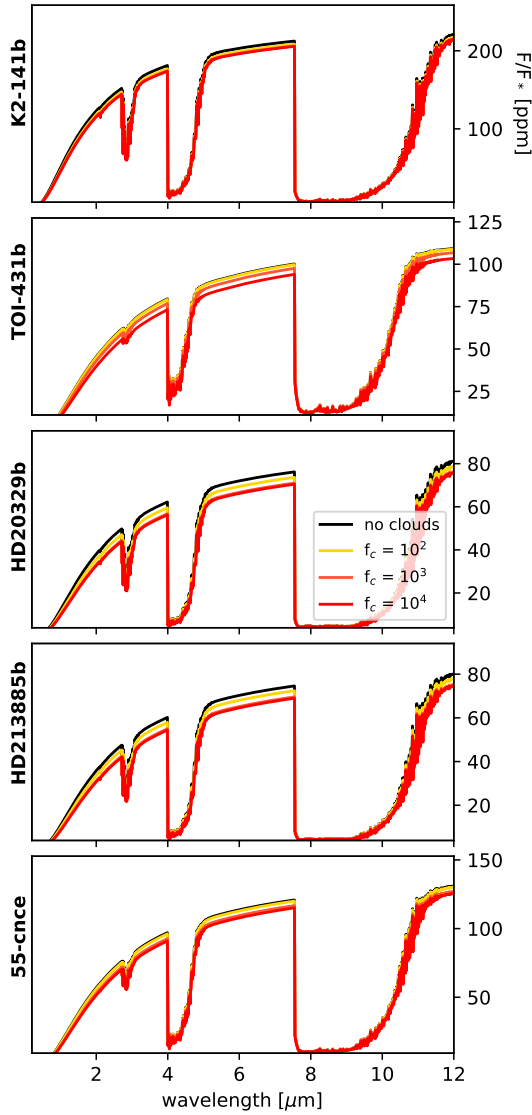 K2-141b
200
100
F/F* [ppm]
TOI-431b
125
100
75
50
25
HD20329b
80
60
40
20
no clouds
f_c = 10^2
f_c = 10^3
f_c = 10^4
HD213885b
80
60
40
20
55-cnce
150
100
50
2 4 6 8 10 12
wavelength [μm]